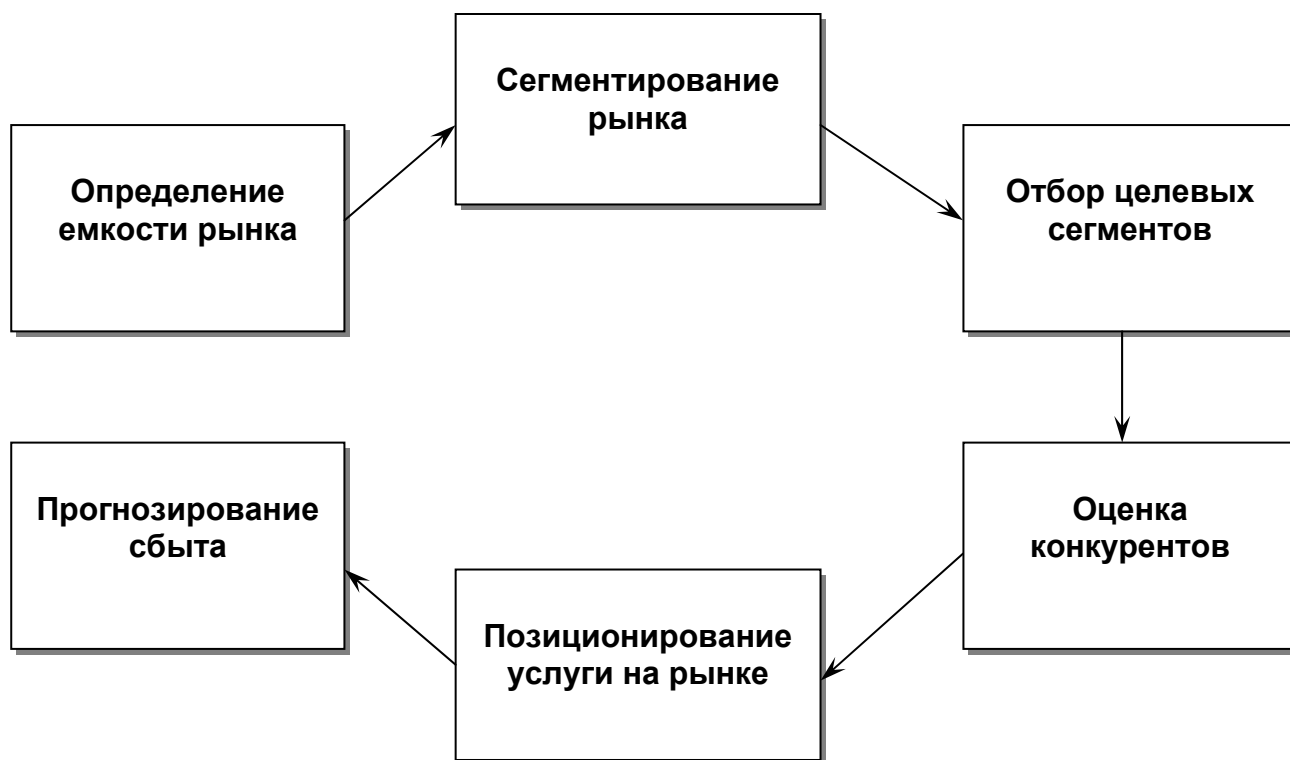 Сегментирование
рынка
Определение
емкости рынка
Отбор целевых
сегментов
Прогнозирование
сбыта
Оценка
конкурентов
Позиционирование
услуги на рынке